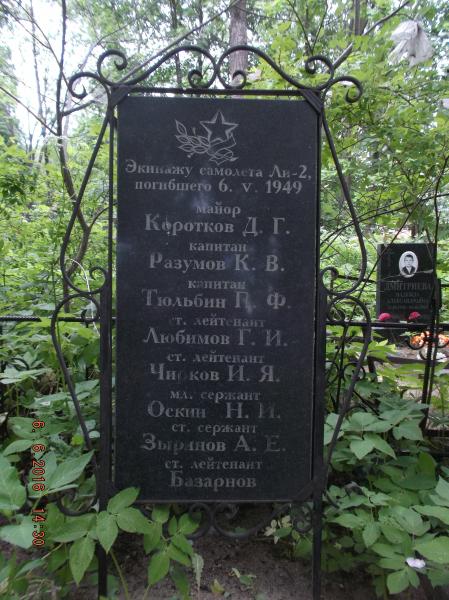 Экипажу самолета Ли-2,
погибшего 6. V. 1949
майор
Коротков Д. Г.
капитан
Разумов К. В.
капитан
Тюльбин П. Ф.
ст. лейтенант
Любимов Г. И.
ст. лейтенант
Чирков И. Я.
мл. сержант
Оскин Н. И.
ст. сержант
Зырянов А. Е.
ст. лейтенант
Базарнов
ДМИТРИЕВА
6. 6 2016 14:30